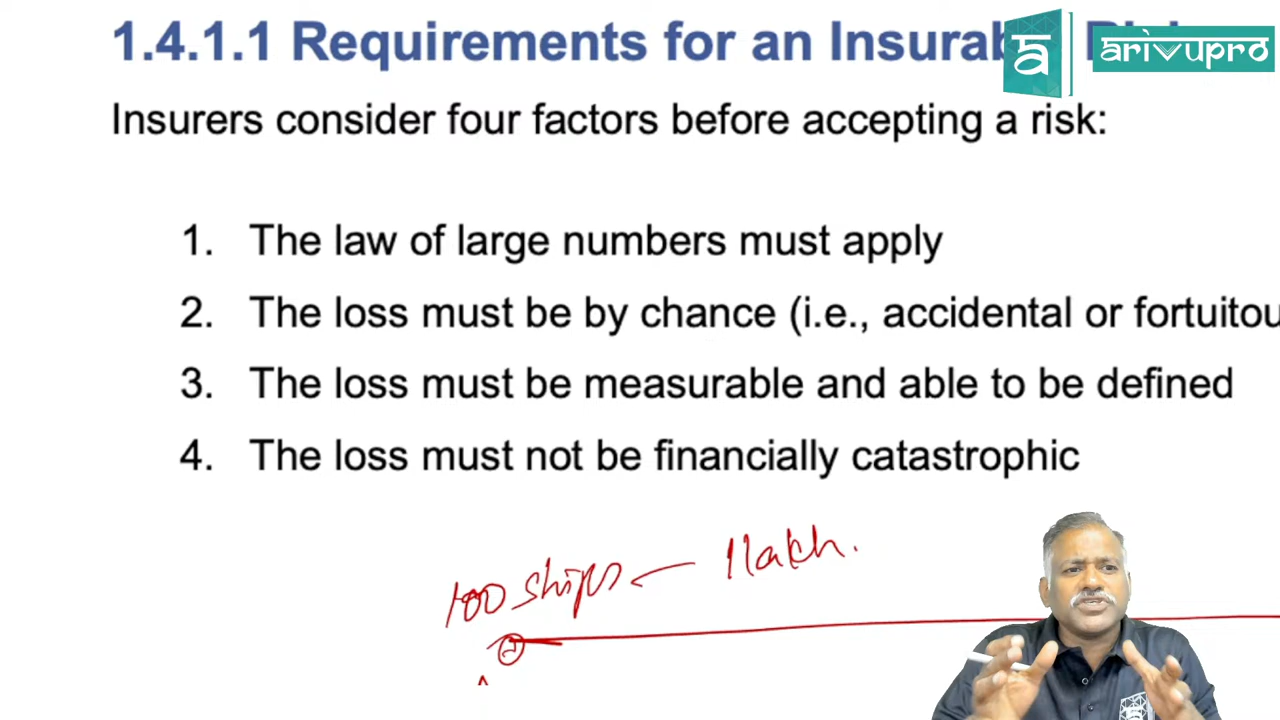 1.4.1.1 Requirements for an Insurab
arivupro
Insurers consider four factors before accepting a risk:
1. The law of large numbers must apply
2. The loss must be by chance (i.e., accidental or fortuitou
3. The loss must be measurable and able to be defined
4. The loss must not be financially catastrophic
100 ships — 1 lakh.